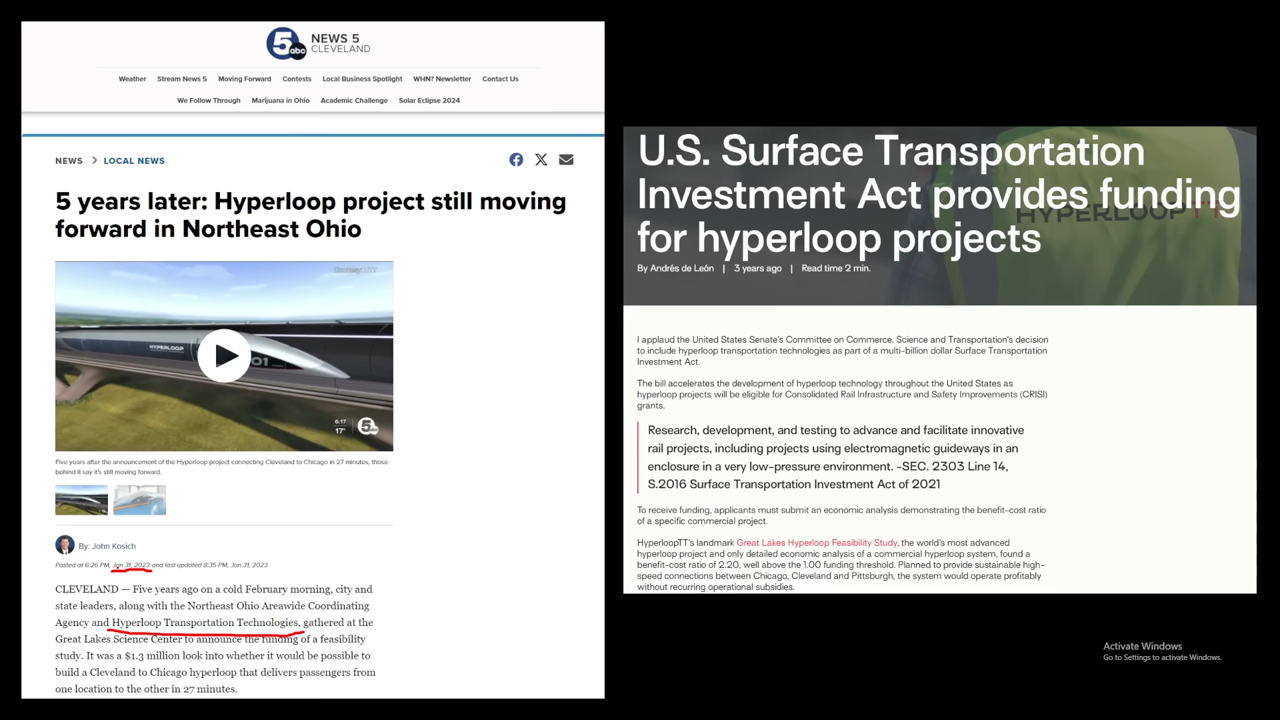 5 abc NEWS 5
CLEVELAND
Weather Stream News 5 Moving Forward Contests Local Business Spotlight WHN? Newsletter Contact Us
We Follow Through Marijuana in Ohio Academic Challenge Solar Eclipse 2024
NEWS > LOCAL NEWS
5 years later: Hyperloop project still moving
forward in Northeast Ohio
HYPERLOOP
6:17
17°
5
Five years after the announcement of the Hyperloop project connecting Cleveland to Chicago in 27 minutes, those
behind it say it's still moving forward.
By: John Kosich
Posted at 6:26 PM, Jan 31, 2023 and last updated 8:35 PM, Jan 31, 2023
CLEVELAND — Five years ago on a cold February morning, city and
state leaders, along with the Northeast Ohio Areawide Coordinating
Agency and Hyperloop Transportation Technologies, gathered at the
Great Lakes Science Center to announce the funding of a feasibility
study. It was a $1.3 million look into whether it would be possible to
build a Cleveland to Chicago hyperloop that delivers passengers from
one location to the other in 27 minutes.
U.S. Surface Transportation
Investment Act provides funding
HYPERLOOPTT
for hyperloop projects
By Andrés de León | 3 years ago | Read time 2 min.
I applaud the United States Senate's Committee on Commerce, Science and Transportation's decision
to include hyperloop transportation technologies as part of a multi-billion dollar Surface Transportation
Investment Act.
The bill accelerates the development of hyperloop technology throughout the United States as
hyperloop projects will be eligible for Consolidated Rail Infrastructure and Safety Improvements (CRISI)
grants.
Research, development, and testing to advance and facilitate innovative
rail projects, including projects using electromagnetic guideways in an
enclosure in a very low-pressure environment. -SEC. 2303 Line 14,
S.2016 Surface Transportation Investment Act of 2021
To receive funding, applicants must submit an economic analysis demonstrating the benefit-cost ratio
of a specific commercial project.
HyperloopTT's landmark Great Lakes Hyperloop Feasibility Study, the world's most advanced
hyperloop project and only detailed economic analysis of a commercial hyperloop system, found a
benefit-cost ratio of 2.20, well above the 1.00 funding threshold. Planned to provide sustainable high-
speed connections between Chicago, Cleveland and Pittsburgh, the system would operate profitably
without recurring operational subsidies.
Activate Windows
Go to Settings to activate Windows.